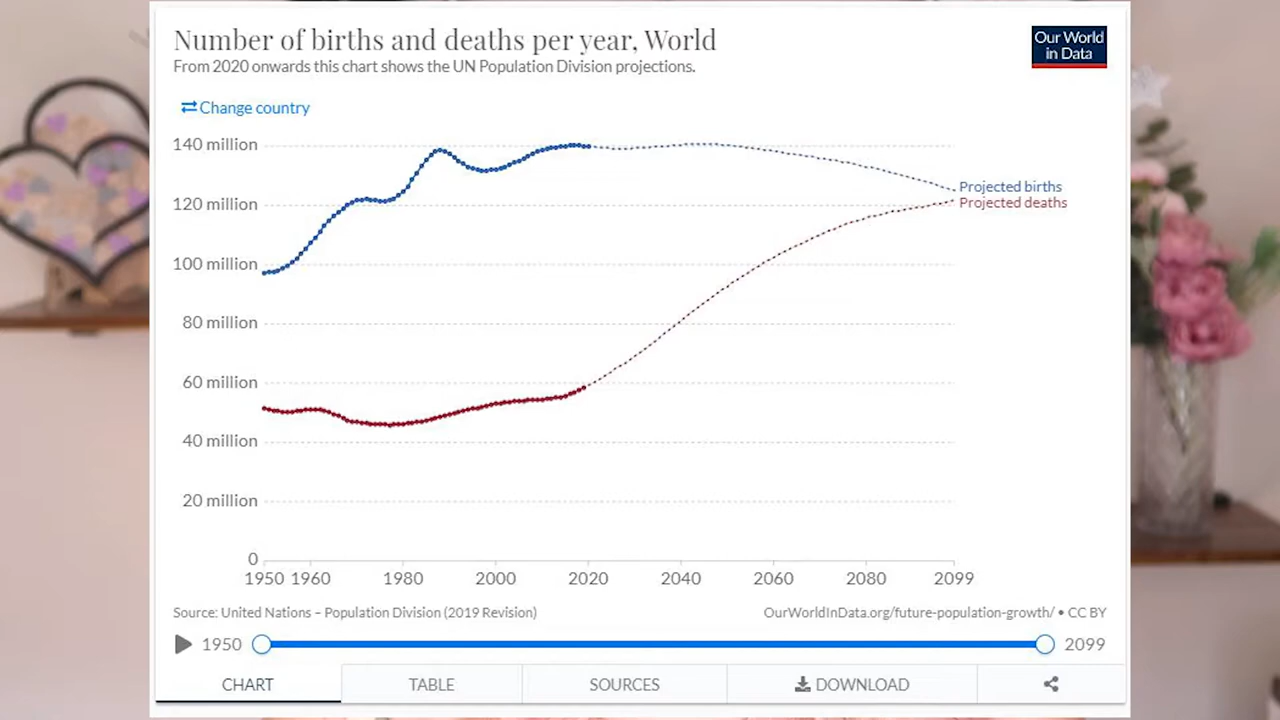 Number of births and deaths per year, World
From 2020 onwards this chart shows the UN Population Division projections.
Our World
in Data
Change country
140 million
120 million
100 million
80 million
60 million
40 million
20 million
0
Projected births
Projected deaths
1950 1960 1980 2000 2020 2040 2060 2080 2099
Source: United Nations – Population Division (2019 Revision)
OurWorldInData.org/future-population-growth/ • CC BY
1950 2099
CHART TABLE SOURCES DOWNLOAD